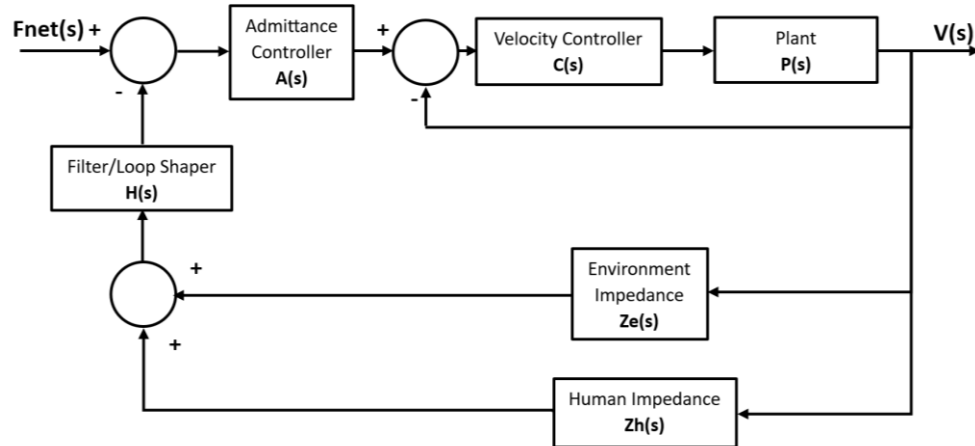 Fnet(s) +
-
Admittance
Controller
A(s)
+
-
Velocity Controller
C(s)
Plant
P(s)
V(s)
Filter/Loop Shaper
H(s)
+
+
Environment
Impedance
Ze(s)
Human Impedance
Zh(s)